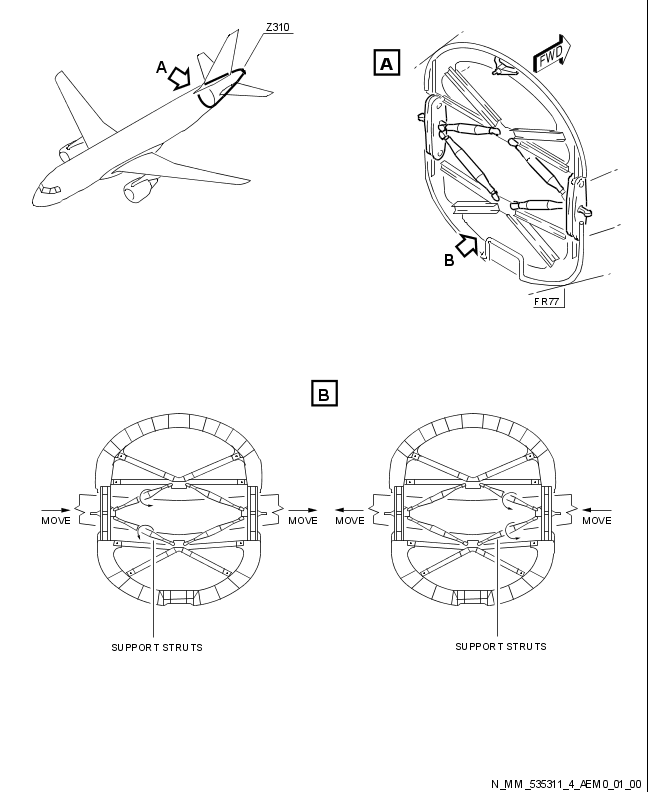 Z310
A
A
FWD
B
FR77
B
MOVE
MOVE
MOVE
MOVE
SUPPORT STRUTS
SUPPORT STRUTS
N_MM_535311_4_AEM0_01_00